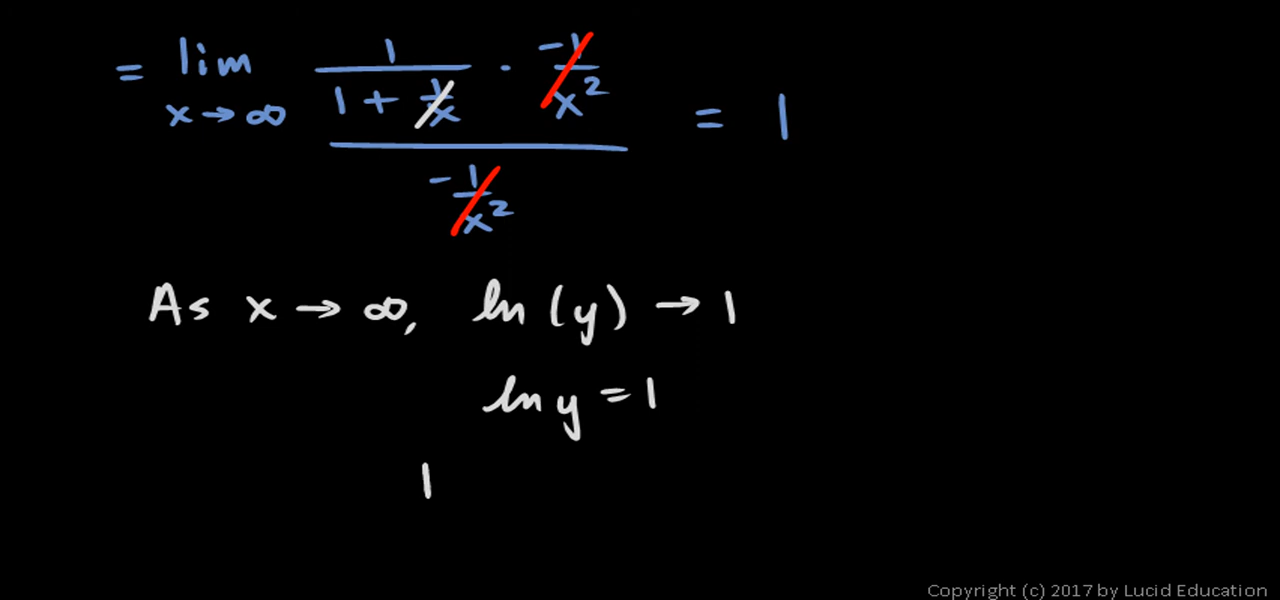 = lim x→∞ (1/(1 + 1/x) · -1/x²)/(-1/x²) = 1
As x → ∞, ln (y) → 1
ln y = 1
1
Copyright (c) 2017 by Lucid Education